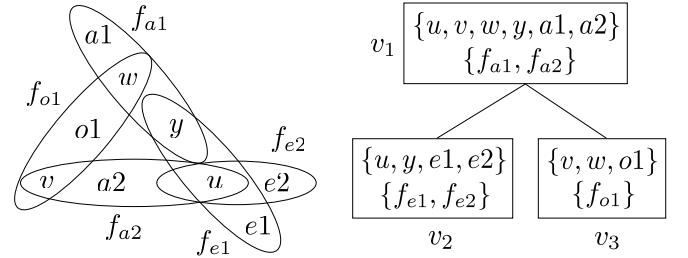 a1
f_{a1}
w
f_{o1}
o1
y
f_{e2}
v
a2
u
e2
f_{a2}
f_{e1}
e1
v_1
{u, v, w, y, a1, a2}
{f_{a1}, f_{a2}}
{u, y, e1, e2}
{f_{e1}, f_{e2}}
v_2
{v, w, o1}
{f_{o1}}
v_3